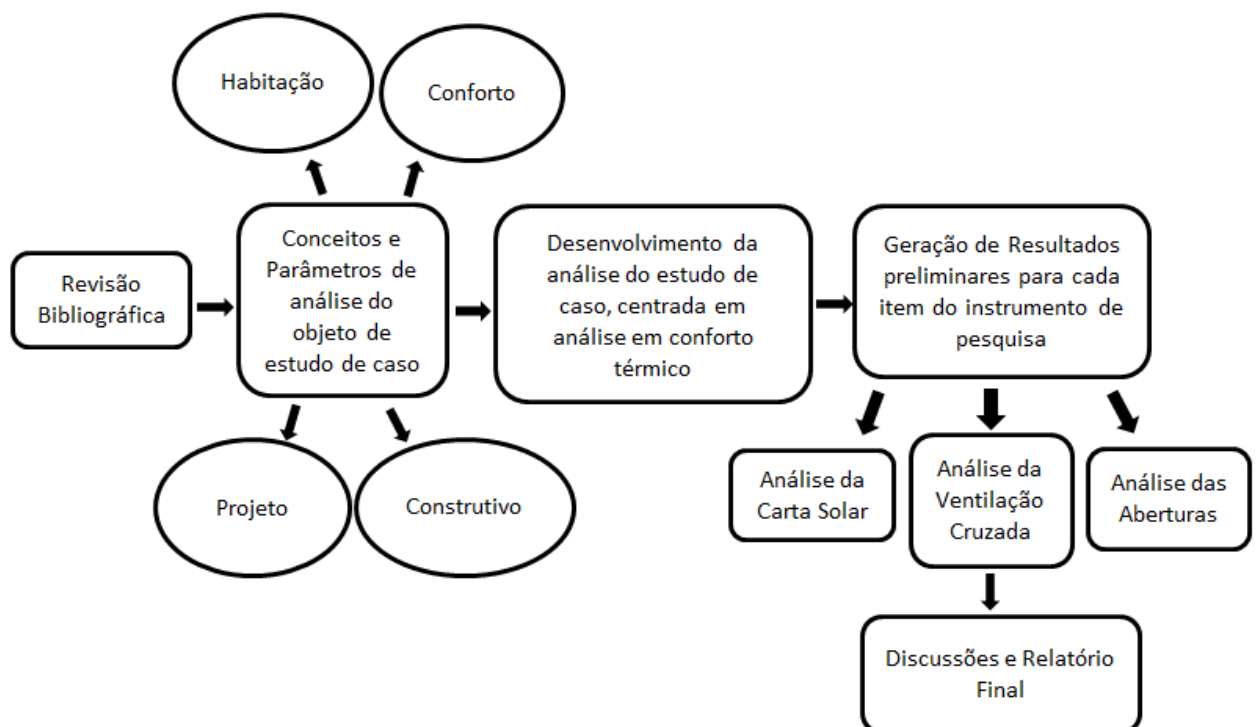 Habitação
Conforto
Revisão
Bibliográfica
Conceitos e
Parâmetros de
análise do
objeto de
estudo de caso
Desenvolvimento da
análise do estudo de
caso, centrada em
análise em conforto
térmico
Geração de Resultados
preliminares para cada
item do instrumento de
pesquisa
Projeto
Construtivo
Análise da
Carta Solar
Análise da
Ventilação
Cruzada
Análise das
Aberturas
Discussões e Relatório
Final